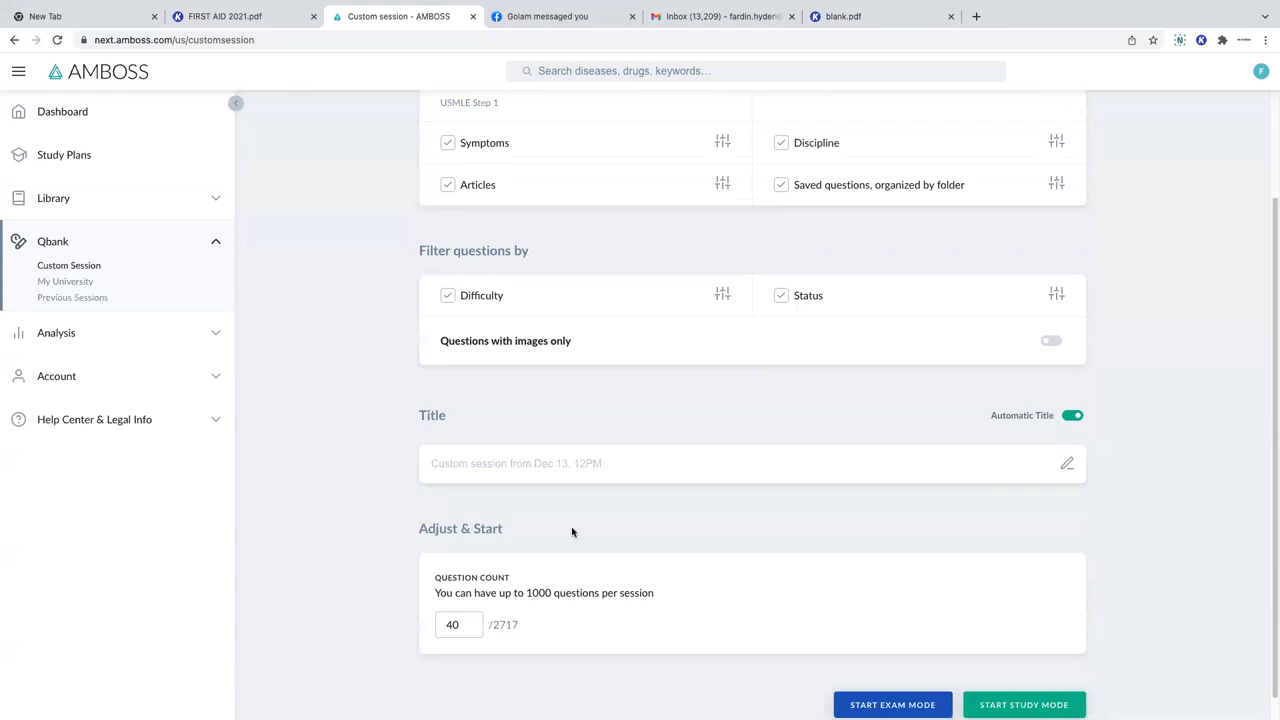 New Tab
FIRST AID 2021.pdf
Custom session - AMBOSS
Golam messaged you
Inbox (13,209) - fardin.hyder
blank.pdf
next.amboss.com/us/customsession
AMBOSS
Search diseases, drugs, keywords…
F
Dashboard
Study Plans
Library
Qbank
Custom Session
My University
Previous Sessions
Analysis
Account
Help Center & Legal Info
USMLE Step 1
Symptoms
Discipline
Articles
Saved questions, organized by folder
Filter questions by
Difficulty
Status
Questions with images only
Title
Automatic Title
Custom session from Dec 13, 12PM
Adjust & Start
QUESTION COUNT
You can have up to 1000 questions per session
40 /2717
START EXAM MODE
START STUDY MODE